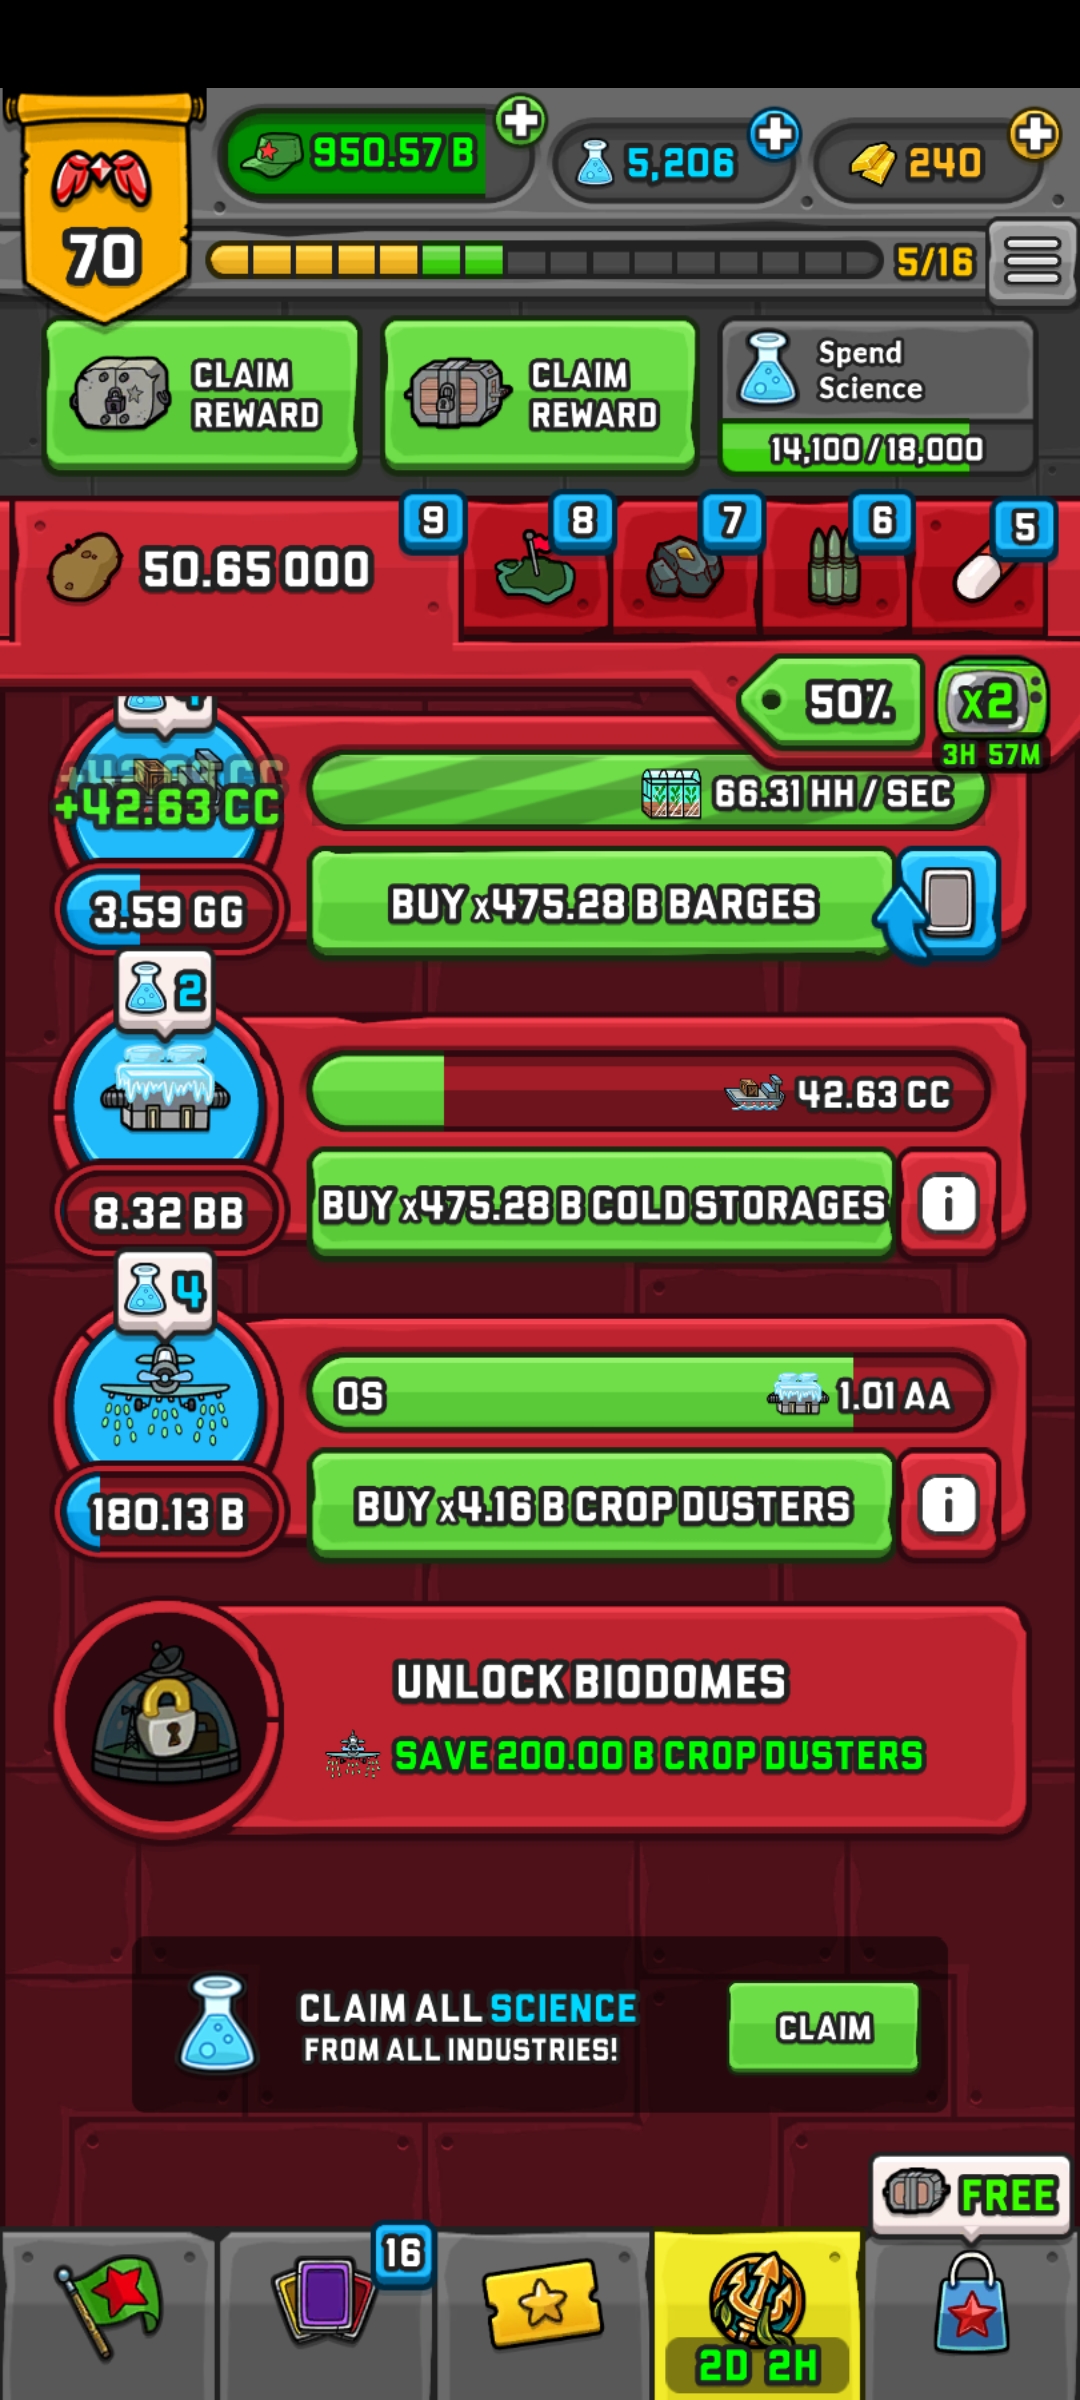 950.57 B
5,206
240
70
5/16
CLAIM
REWARD
CLAIM
REWARD
Spend
Science
14,100 / 18,000
50.65 OOO
9
8
7
6
5
50%
x2
3H 57M
+42.63 CC
66.31 HH / SEC
3.59 GG
BUY x475.28 B BARGES
2
42.63 CC
8.32 BB
BUY x475.28 B COLD STORAGES
i
4
0S
1.01 AA
180.13 B
BUY x4.16 B CROP DUSTERS
i
UNLOCK BIODOMES
SAVE 200.00 B CROP DUSTERS
CLAIM ALL SCIENCE
FROM ALL INDUSTRIES!
CLAIM
FREE
16
2D 2H